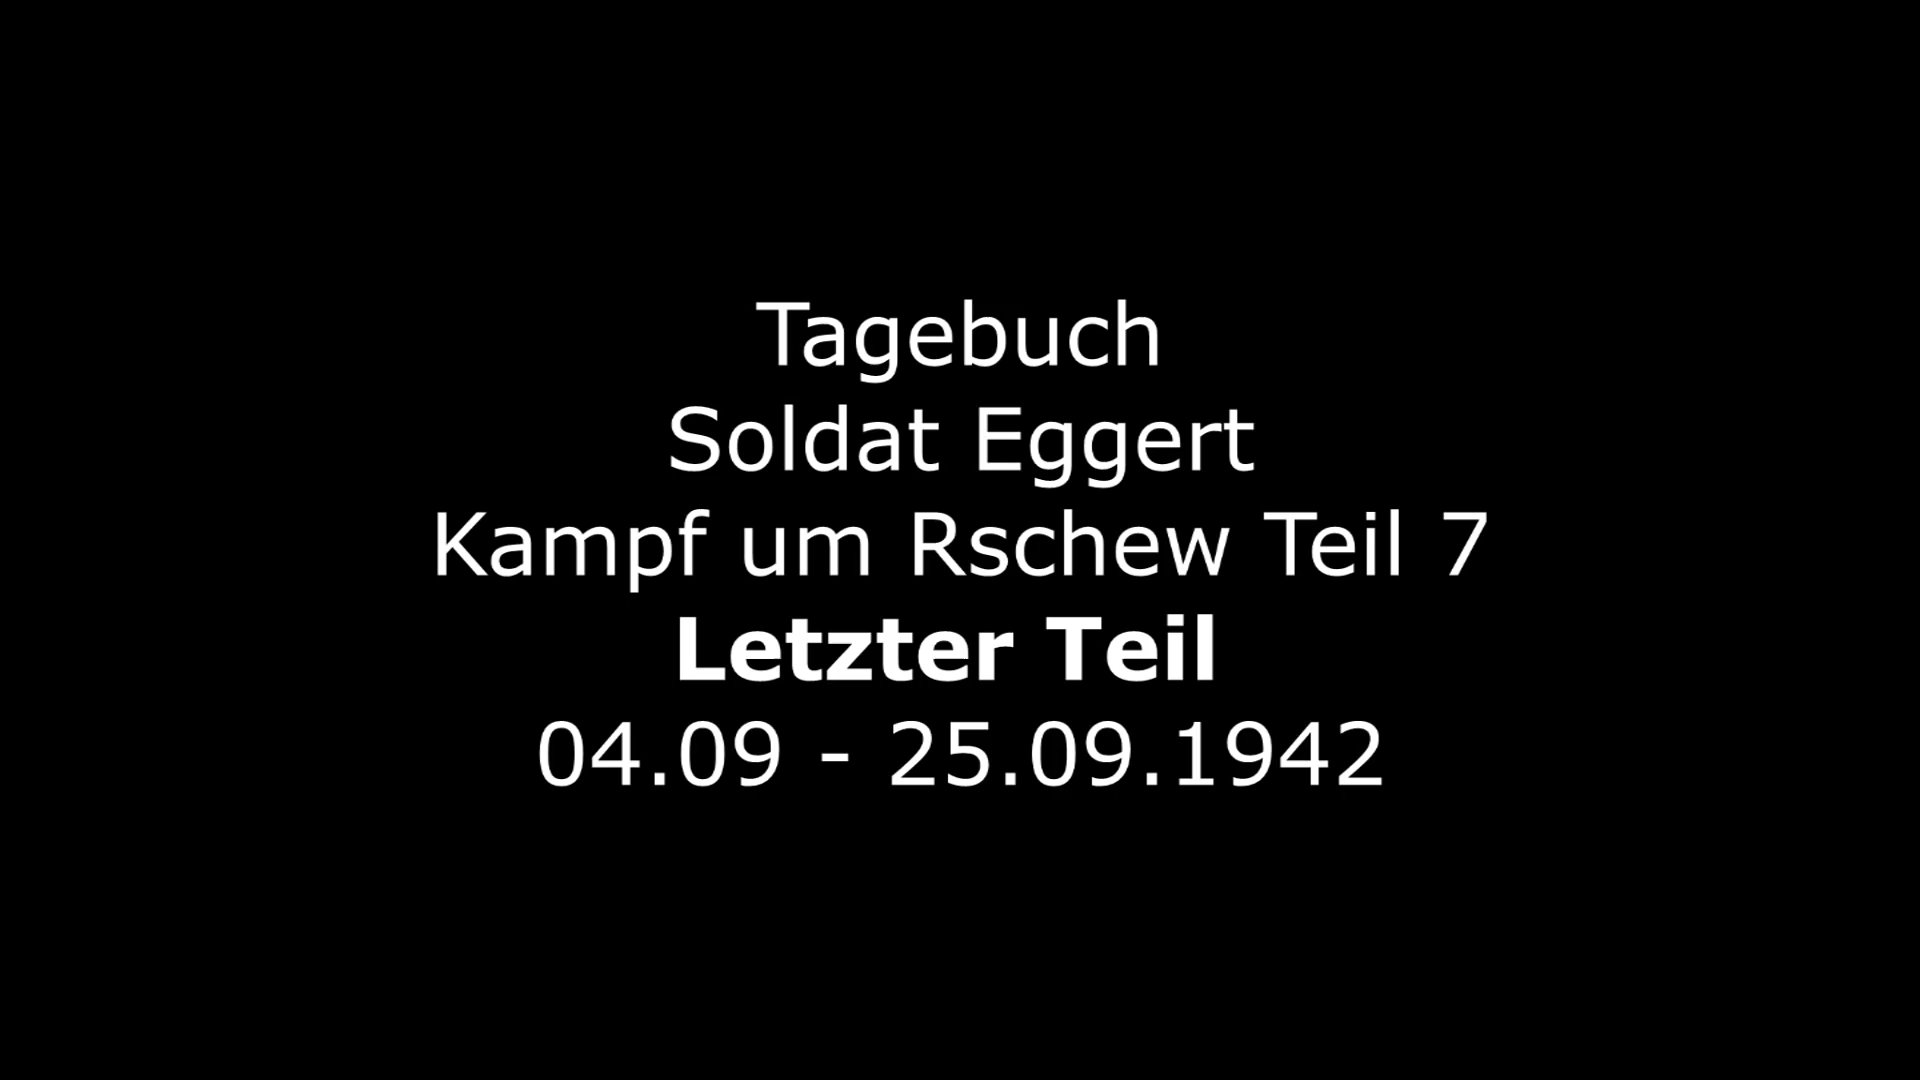 Tagebuch
Soldat Eggert
Kampf um Rschew Teil 7
Letzter Teil
04.09 - 25.09.1942